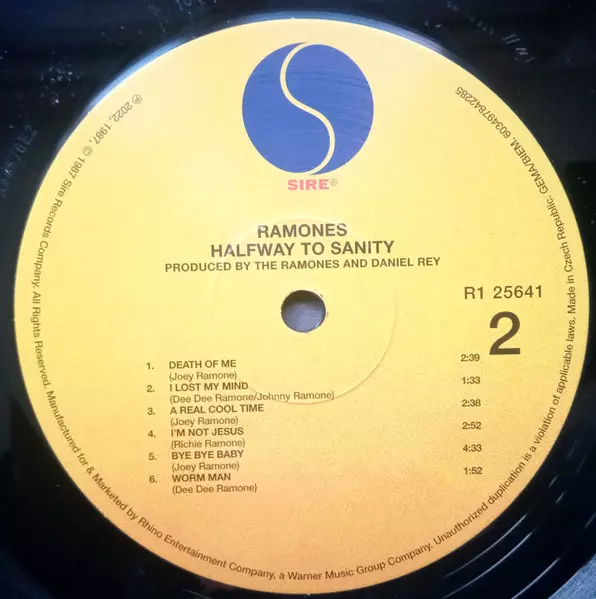 SIRE®
RAMONES
HALFWAY TO SANITY
PRODUCED BY THE RAMONES AND DANIEL REY
R1 25641
2
1. DEATH OF ME 2:39
(Joey Ramone)
2. I LOST MY MIND 1:33
(Dee Dee Ramone/Johnny Ramone)
3. A REAL COOL TIME 2:38
(Joey Ramone)
4. I'M NOT JESUS 2:52
(Richie Ramone)
5. BYE BYE BABY 4:33
(Joey Ramone)
6. WORM MAN 1:52
(Dee Dee Ramone)
℗ 2022, 1987, © 1987 Sire Records Company. All Rights Reserved. Manufactured for & Marketed by Rhino Entertainment Company, a Warner Music Group Company. Unauthorized duplication is a violation of applicable laws. Made in Czech Republic. GEMA/BIEM. 603497842285